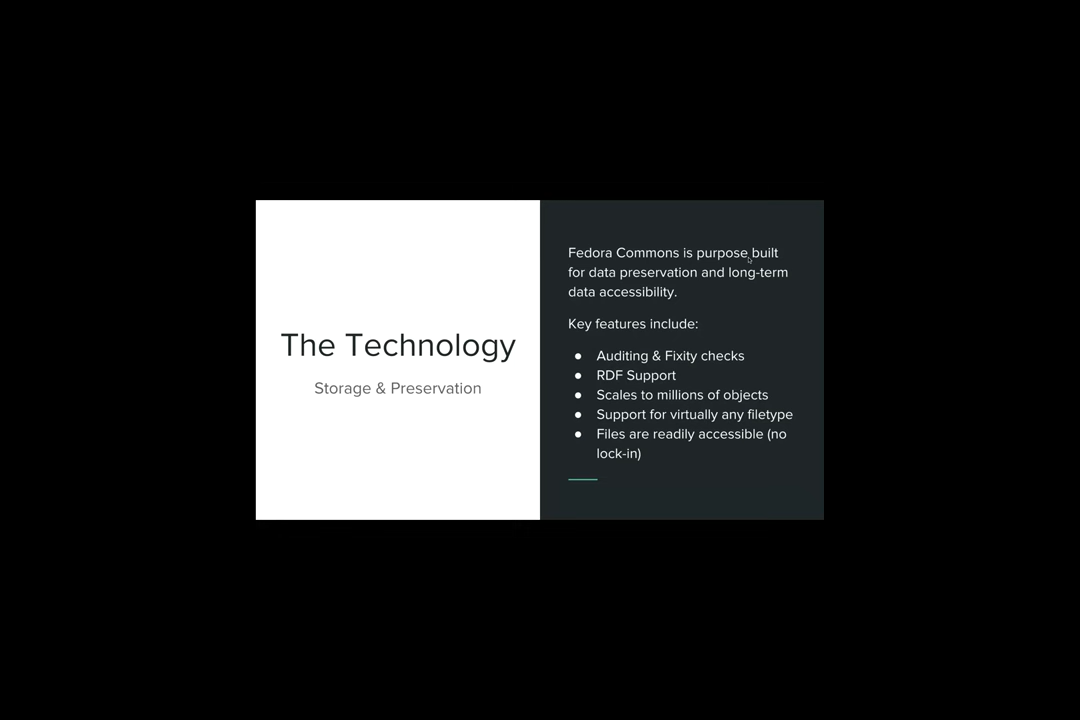 The Technology
Storage & Preservation
Fedora Commons is purpose built
for data preservation and long-term
data accessibility.
Key features include:
● Auditing & Fixity checks
● RDF Support
● Scales to millions of objects
● Support for virtually any filetype
● Files are readily accessible (no
lock-in)